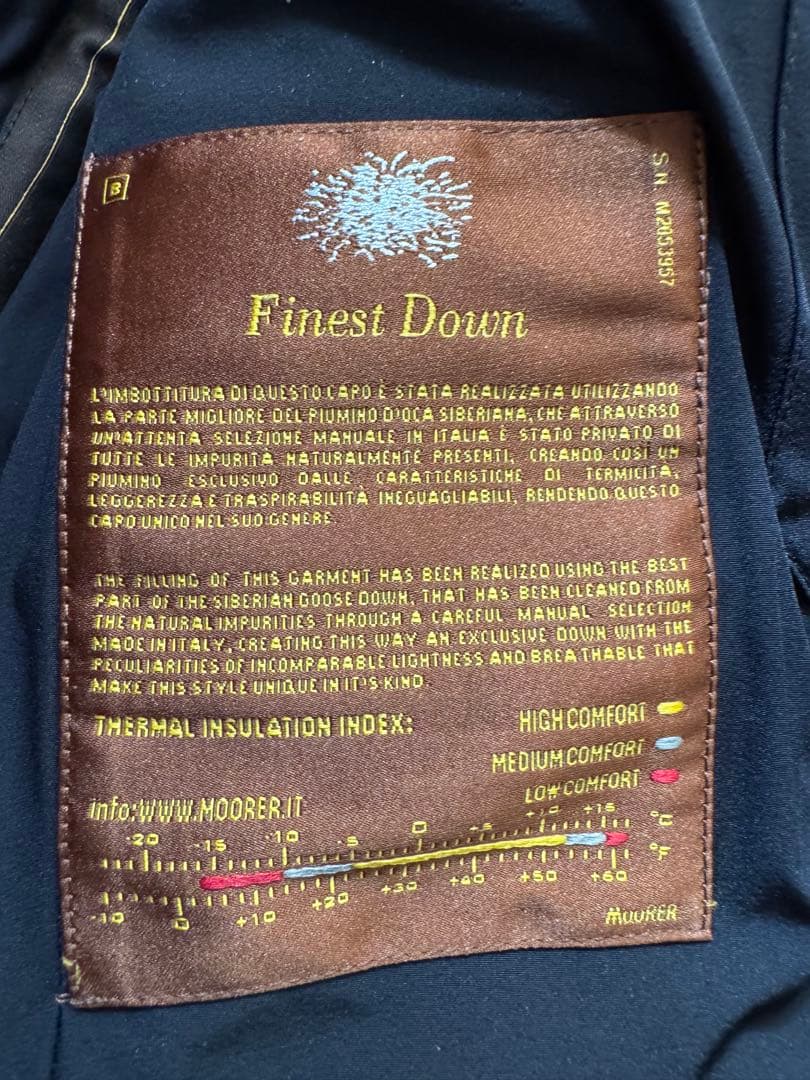 B
S.N. M2053967
Finest Down
L'IMBOTTITURA DI QUESTO CAPO È STATA REALIZZATA UTILIZZANDO
LA PARTE MIGLIORE DEL PIUMINO D'OCA SIBERIANA, CHE ATTRAVERSO
UN'ATTENTA SELEZIONE MANUALE IN ITALIA È STATO PRIVATO DI
TUTTE LE IMPURITÀ NATURALMENTE PRESENTI, CREANDO COSÌ UN
PIUMINO ESCLUSIVO DALLE CARATTERISTICHE DI TERMICITÀ,
LEGGEREZZA E TRASPIRABILITÀ INEGUAGLIABILI, RENDENDO QUESTO
CAPO UNICO NEL SUO GENERE.
THE FILLING OF THIS GARMENT HAS BEEN REALIZED USING THE BEST
PART OF THE SIBERIAN GOOSE DOWN, THAT HAS BEEN CLEANED FROM
THE NATURAL IMPURITIES THROUGH A CAREFUL MANUAL SELECTION
MADE IN ITALY, CREATING THIS WAY AN EXCLUSIVE DOWN WITH THE
PECULIARITIES OF INCOMPARABLE LIGHTNESS AND BREATHABLE THAT
MAKE THIS STYLE UNIQUE IN IT'S KIND.
THERMAL INSULATION INDEX: HIGH COMFORT
MEDIUM COMFORT
LOW COMFORT
info:WWW.MOORER.IT
-20 -15 -10 -5 0 +5 +10 +15 °C
-10 0 +10 +20 +30 +40 +50 +60 °F
MOORER